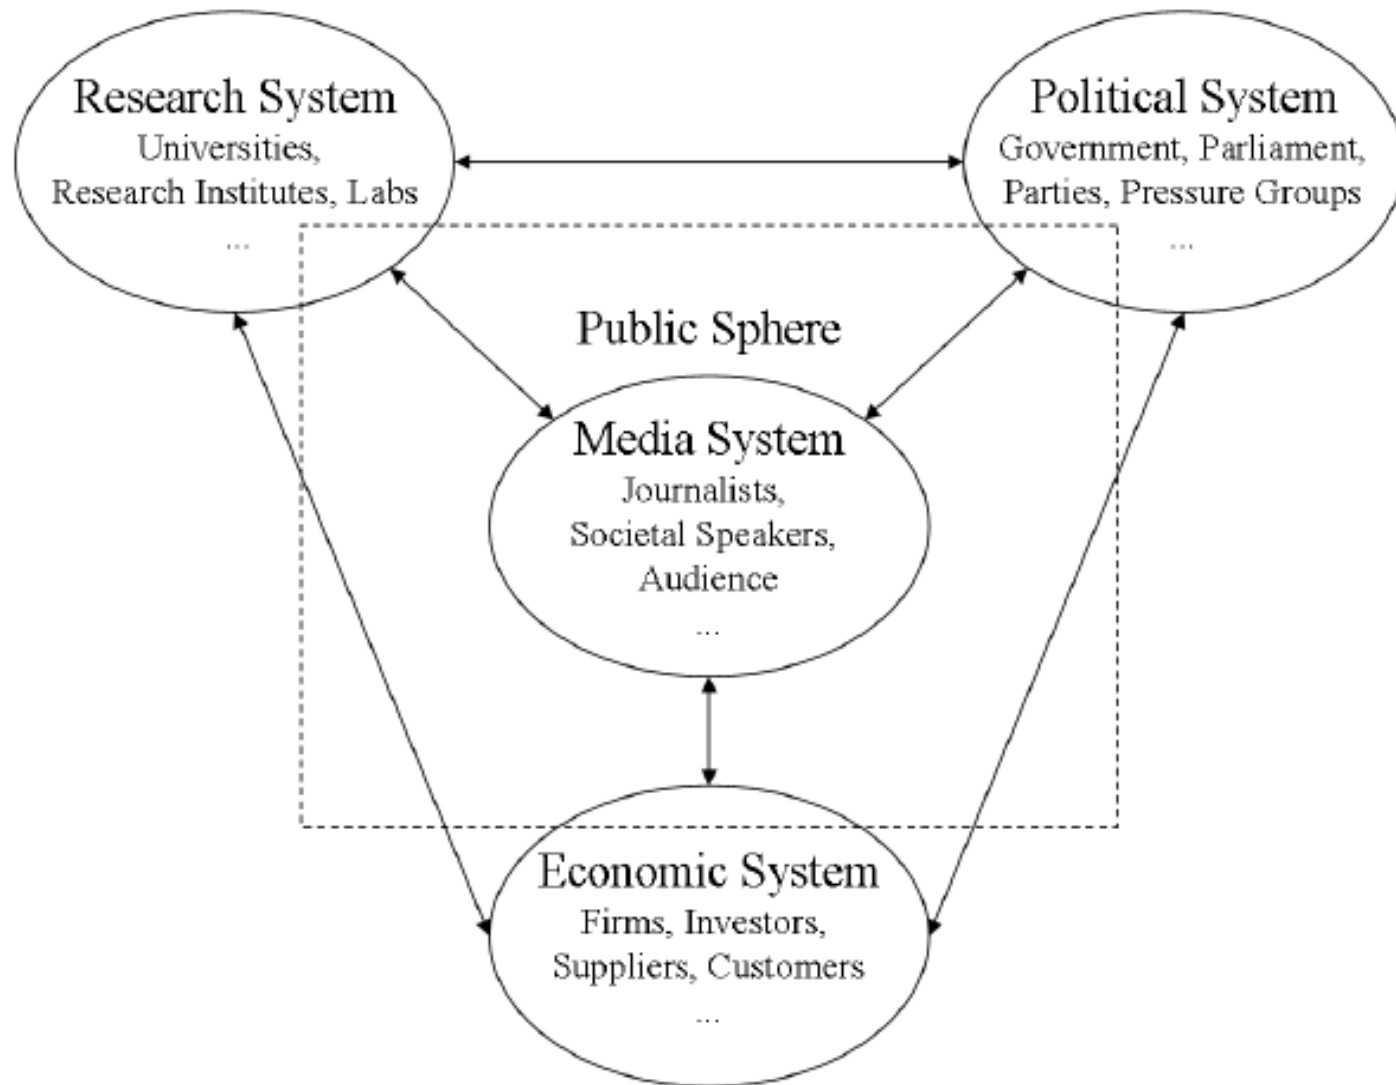 Research System
Universities,
Research Institutes, Labs
...
Political System
Government, Parliament,
Parties, Pressure Groups
...
Public Sphere
Media System
Journalists,
Societal Speakers,
Audience
...
Economic System
Firms, Investors,
Suppliers, Customers
...